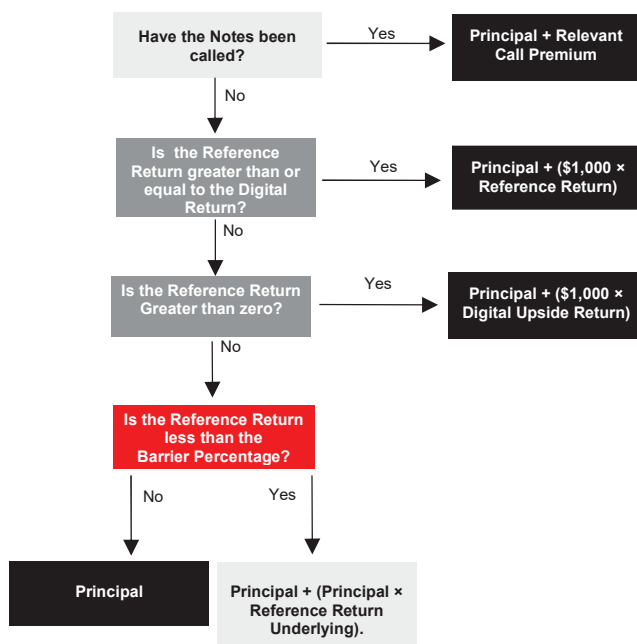 Have the Notes been
called?
Yes
Principal + Relevant
Call Premium
No
Is the Reference
Return greater than or
equal to the Digital
Return?
Yes
Principal + ($1,000 ×
Reference Return)
No
Is the Reference Return
Greater than zero?
Yes
Principal + ($1,000 ×
Digital Upside Return)
No
Is the Reference Return
less than the
Barrier Percentage?
No
Yes
Principal
Principal + (Principal ×
Reference Return
Underlying).